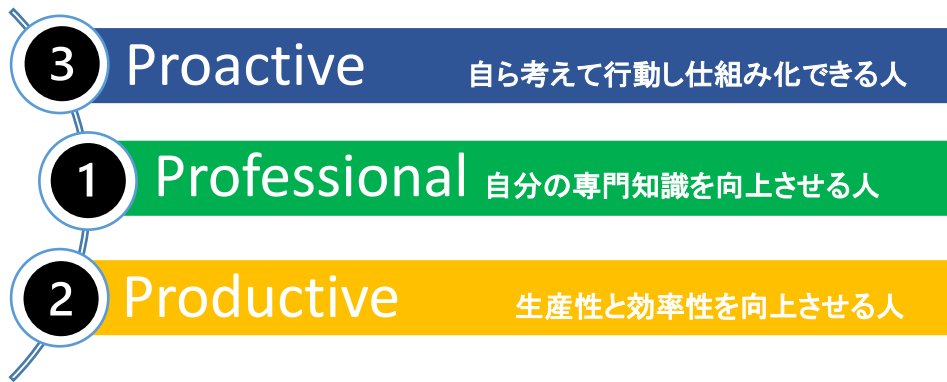 3 Proactive 自ら考えて行動し仕組み化できる人
1 Professional 自分の専門知識を向上させる人
2 Productive 生産性と効率性を向上させる人